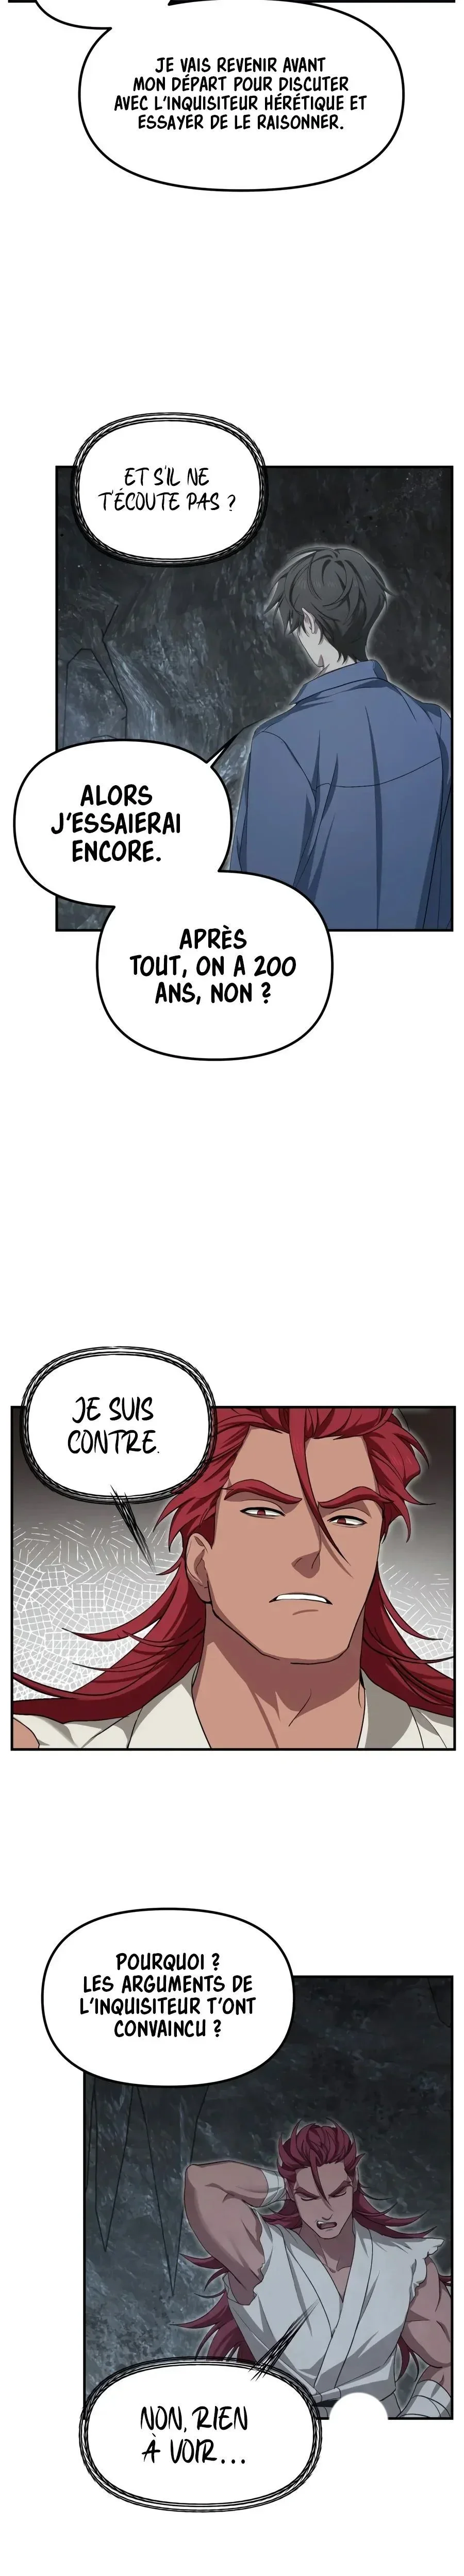 JE VAIS REVENIR AVANT
MON DÉPART POUR DISCUTER
AVEC L'INQUISITEUR HÉRÉTIQUE ET
ESSAYER DE LE RAISONNER.
ET S'IL NE
T'ÉCOUTE PAS ?
ALORS
J'ESSAIERAI
ENCORE.
APRÈS
TOUT, ON A 200
ANS, NON ?
JE SUIS
CONTRE.
POURQUOI ?
LES ARGUMENTS DE
L'INQUISITEUR T'ONT
CONVAINCU ?
NON, RIEN
À VOIR...